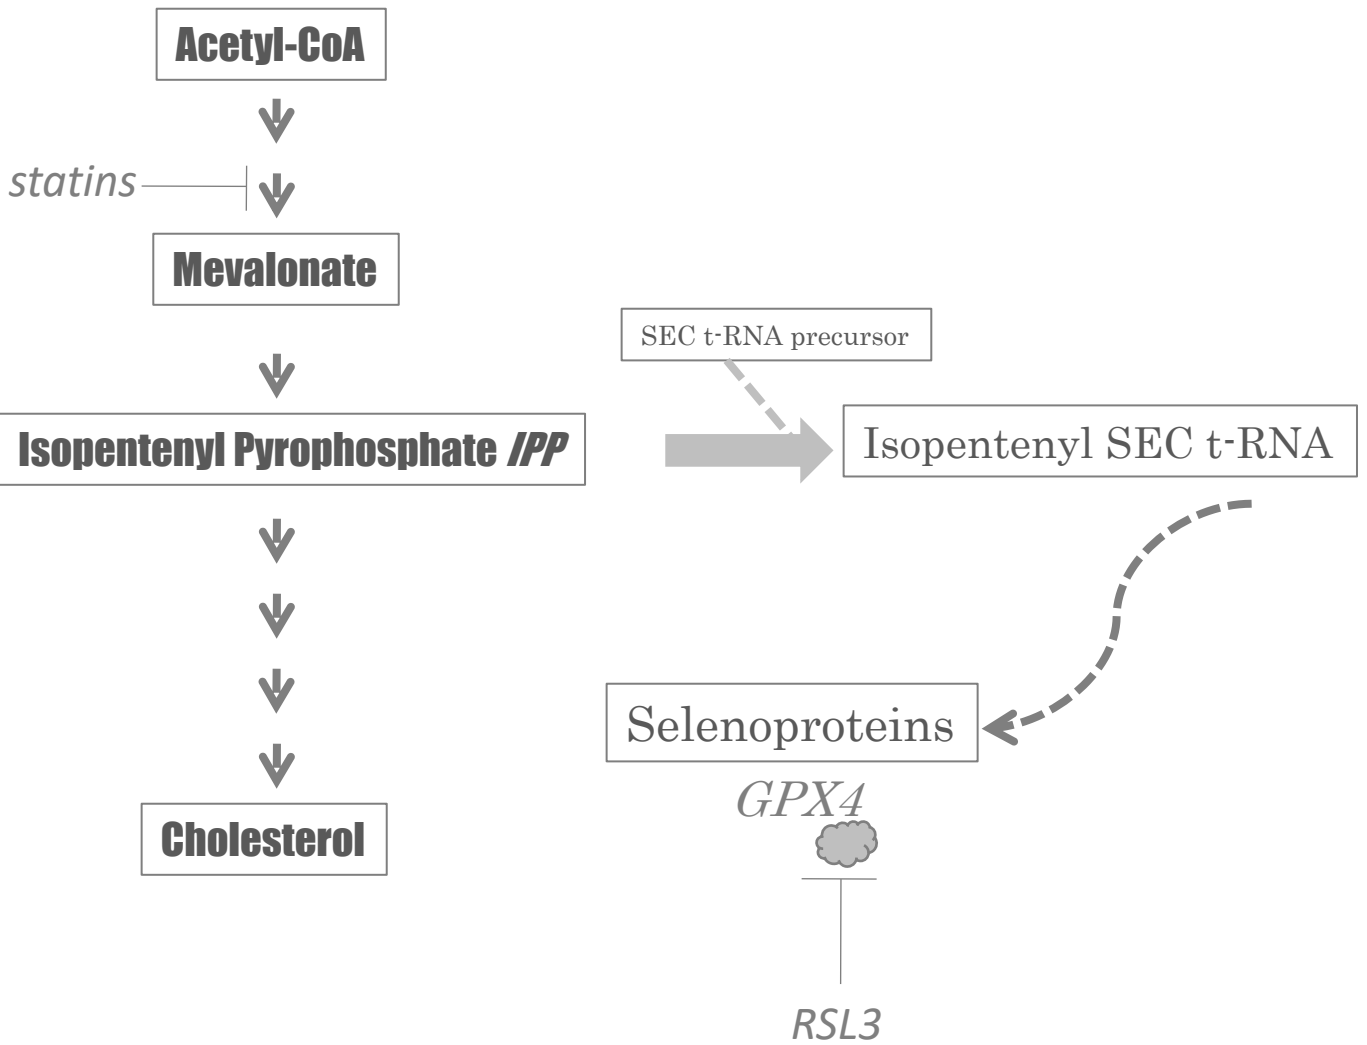 Acetyl-CoA
statins
Mevalonate
SEC t-RNA precursor
Isopentenyl Pyrophosphate IPP
Isopentenyl SEC t-RNA
Selenoproteins
GPX4
Cholesterol
RSL3